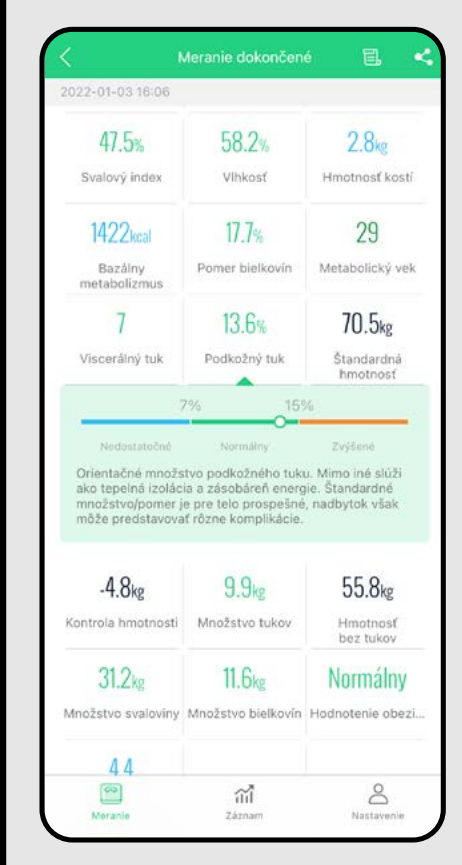 Meranie dokončené
2022-01-03 16:06
47.5% 58.2% 2.8kg
Svalový index Vlhkosť Hmotnosť kostí
1422kcal 17.7% 29
Bazálny metabolizmus Pomer bielkovín Metabolický vek
7 13.6% 70.5kg
Viscerálný tuk Podkožný tuk Štandardná hmotnosť
7% 15%
Nedostatočné Normálny Zvýšené
Orientačné množstvo podkožného tuku. Mimo iné slúži
ako tepelná izolácia a zásobáreň energie. Štandardné
množstvo/pomer je pre telo prospešné, nadbytok však
môže predstavovať rôzne komplikácie.
-4.8kg 9.9kg 55.8kg
Kontrola hmotnosti Množstvo tukov Hmotnosť bez tukov
31.2kg 11.6kg Normálny
Množstvo svaloviny Množstvo bielkovín Hodnotenie obezi...
Meranie Záznam Nastavenie